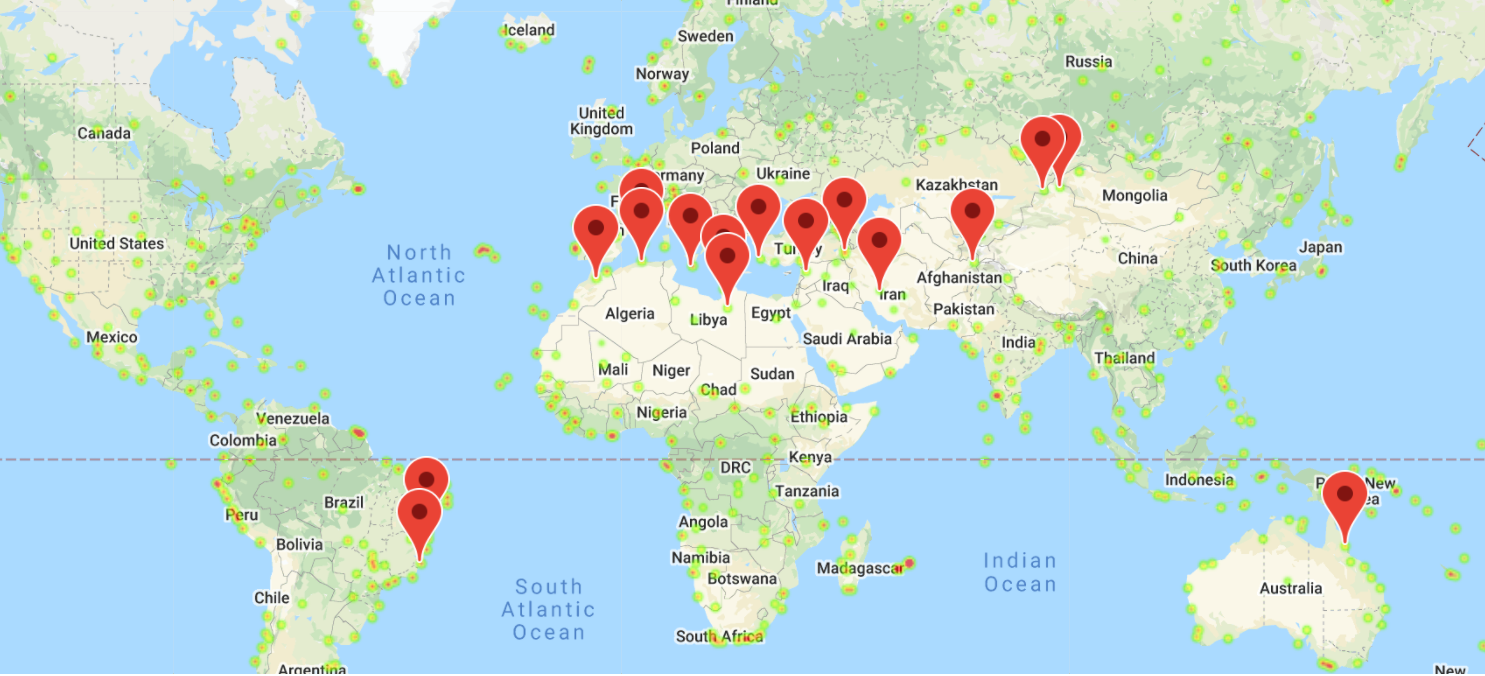 Finland
Iceland
Sweden
Russia
Norway
United
Kingdom
Canada
Poland
Ukraine
Kazakhstan
Mongolia
United States
North
Atlantic
Ocean
Japan
China
South Korea
Afghanistan
Iraq
Iran
Algeria
Libya
Egypt
Pakistan
Mexico
Saudi Arabia
India
Thailand
Mali
Niger
Sudan
Chad
Nigeria
Ethiopia
Venezuela
Colombia
Kenya
DRC
Indonesia
Tanzania
Brazil
Peru
Angola
Bolivia
Namibia
Madagascar
Indian
Ocean
Botswana
Australia
Chile
South
Atlantic
Ocean
South Africa
Argentina
New